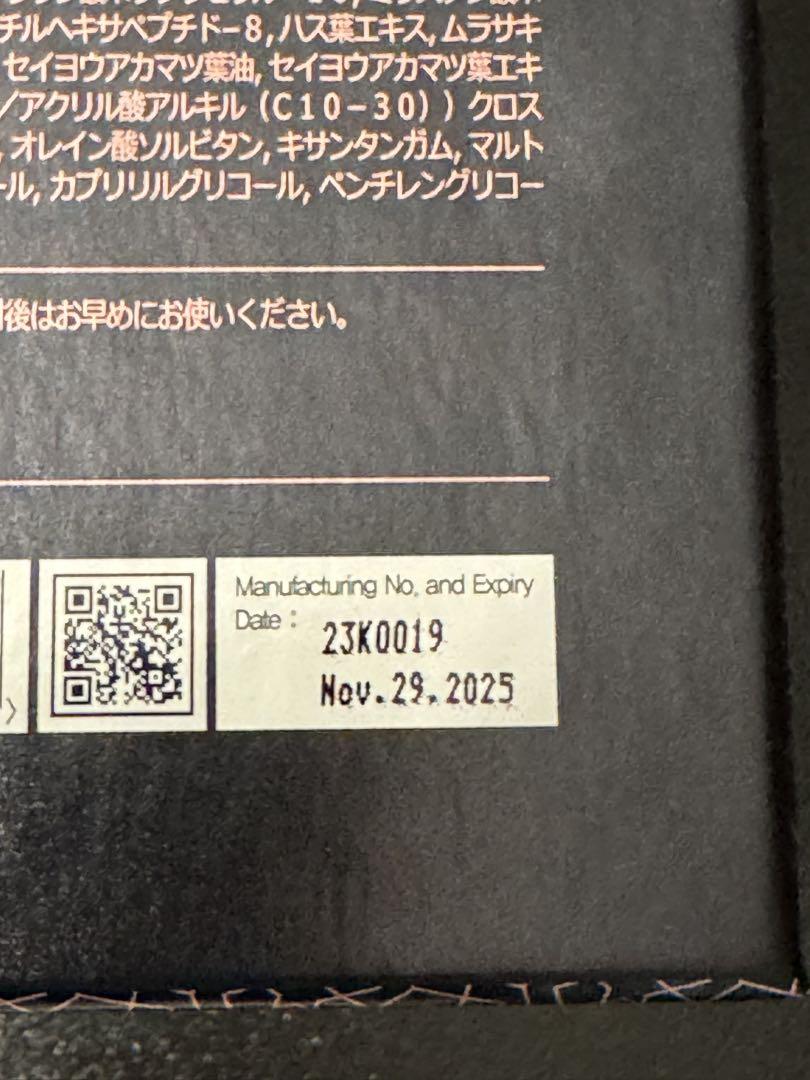 チルヘキサペプチド-8, ハス葉エキス, ムラサキ
セイヨウアカマツ葉油, セイヨウアカマツ葉エキ
/アクリル酸アルキル (C10-30)) クロス
, オレイン酸ソルビタン, キサンタンガム, マルト
ール, カプリリルグリコール, ペンチレングリコー
後はお早めにお使いください。
Manufacturing No. and Expiry
Date :
23K0019
Nov.29.2025